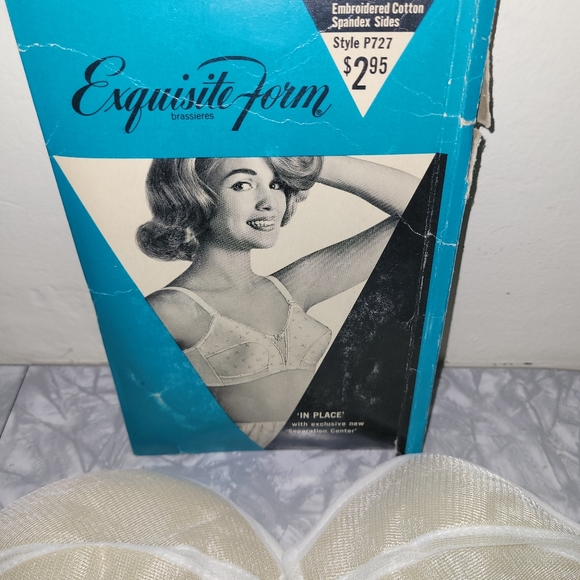 Embroidered Cotton
Spandex Sides
Style P727
$2.95
Exquisite Form
brassieres
'IN PLACE'
with exclusive new
'Separation Center'